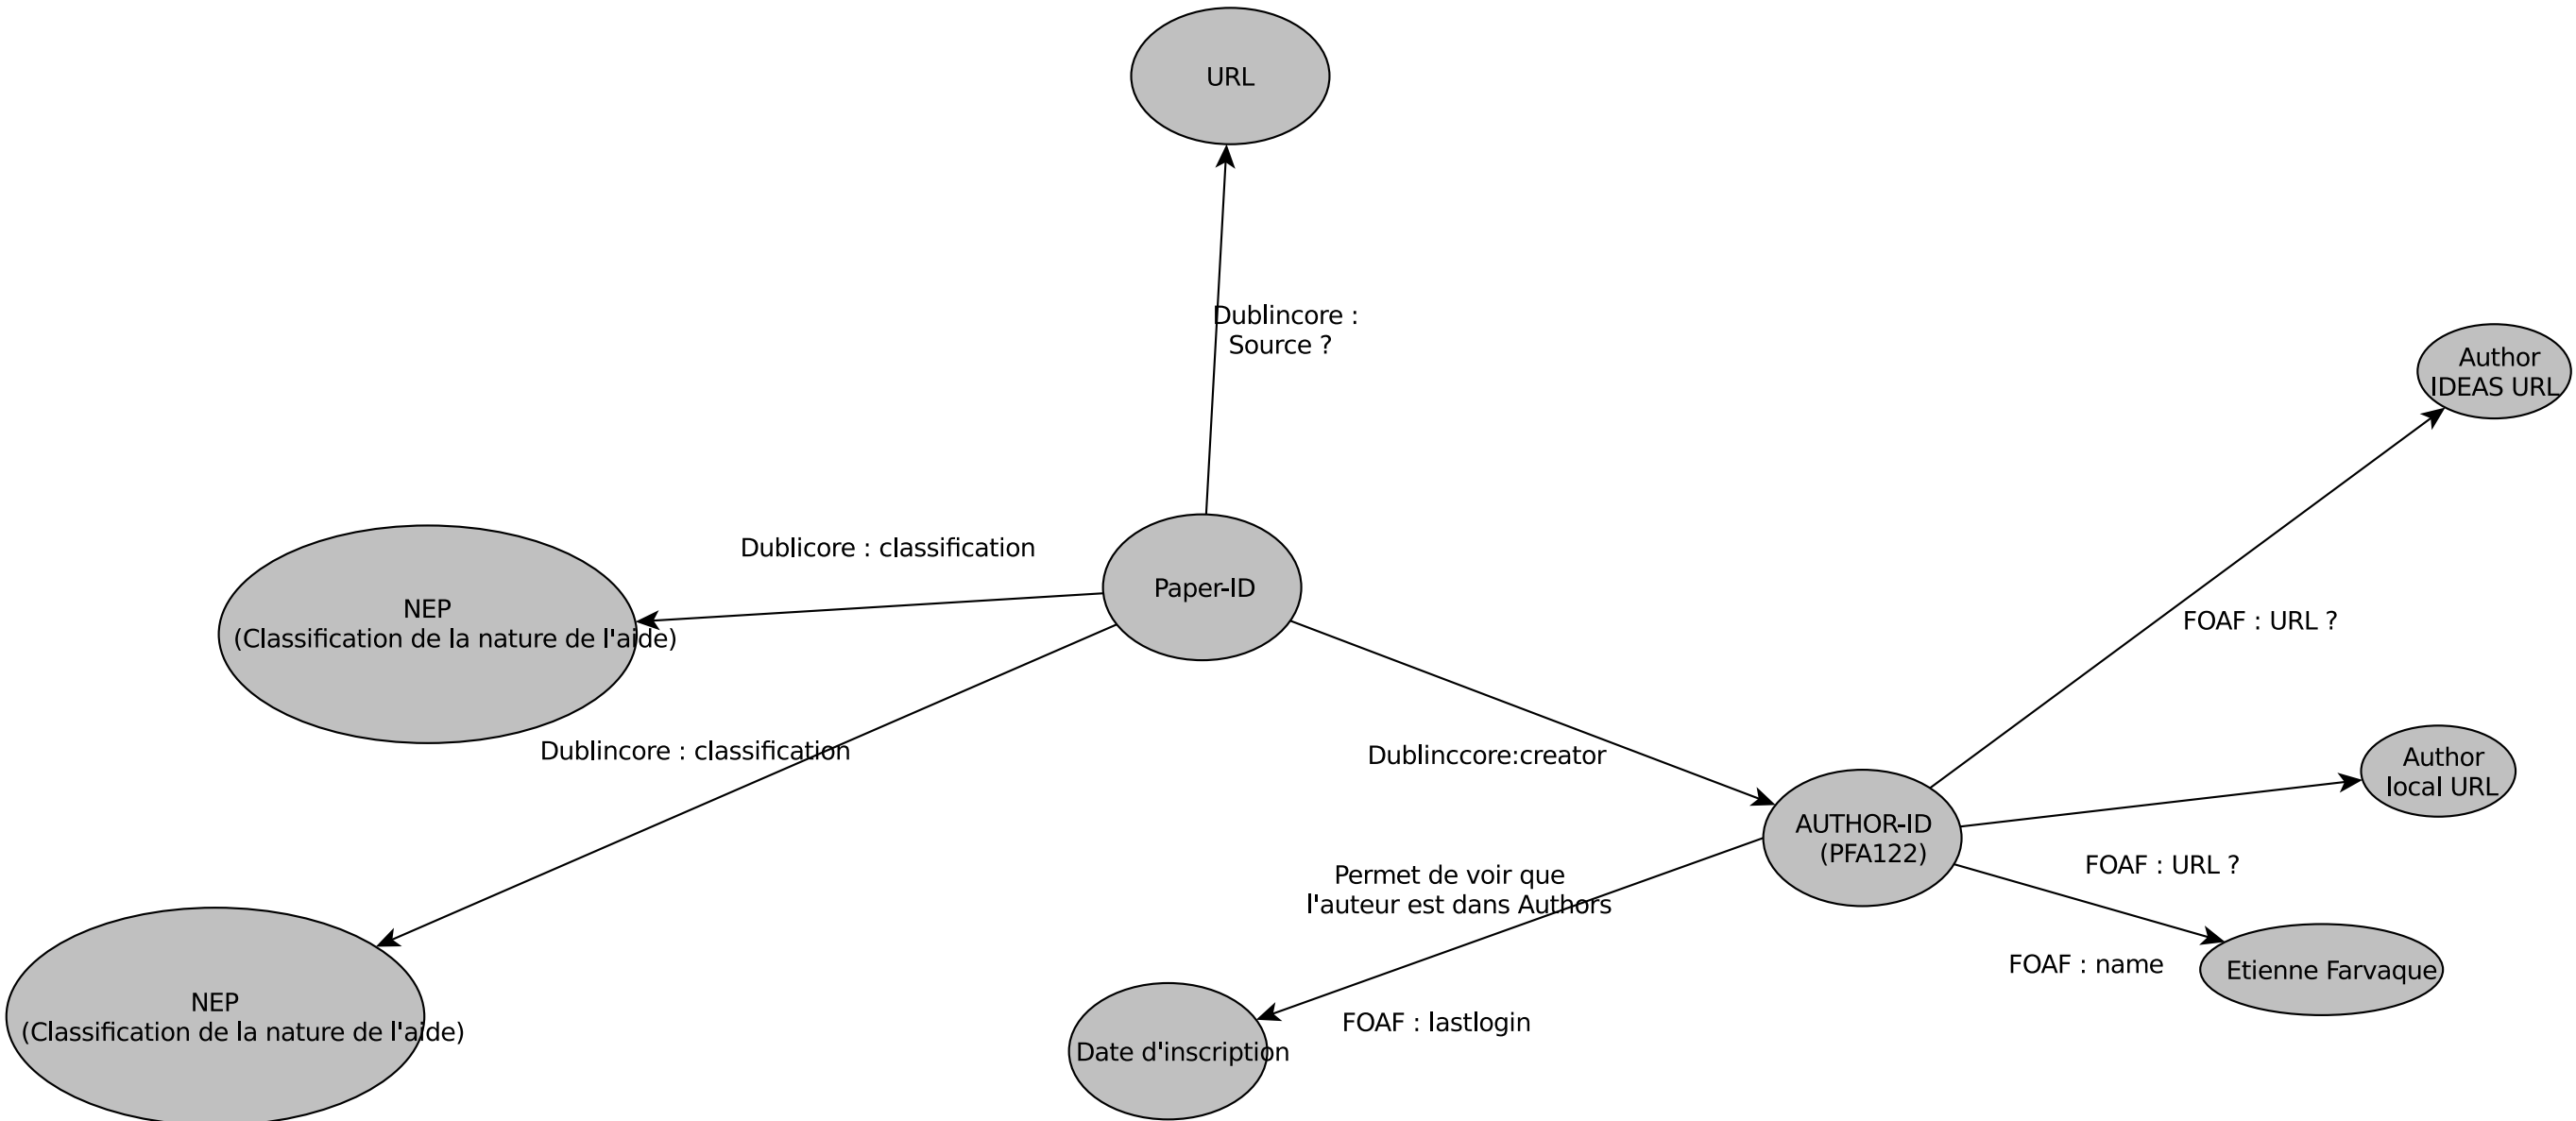 URL
Dublincore :
Source ?
Author
IDEAS URL
Dublicore : classification
Paper-ID
NEP
(Classification de la nature de l'aide)
FOAF : URL ?
Dublincore : classification
Dublinccore:creator
Author
local URL
AUTHOR-ID
(PFA122)
Permet de voir que
l'auteur est dans Authors
FOAF : URL ?
FOAF : name
Etienne Farvaque
NEP
(Classification de la nature de l'aide)
FOAF : lastlogin
Date d'inscription